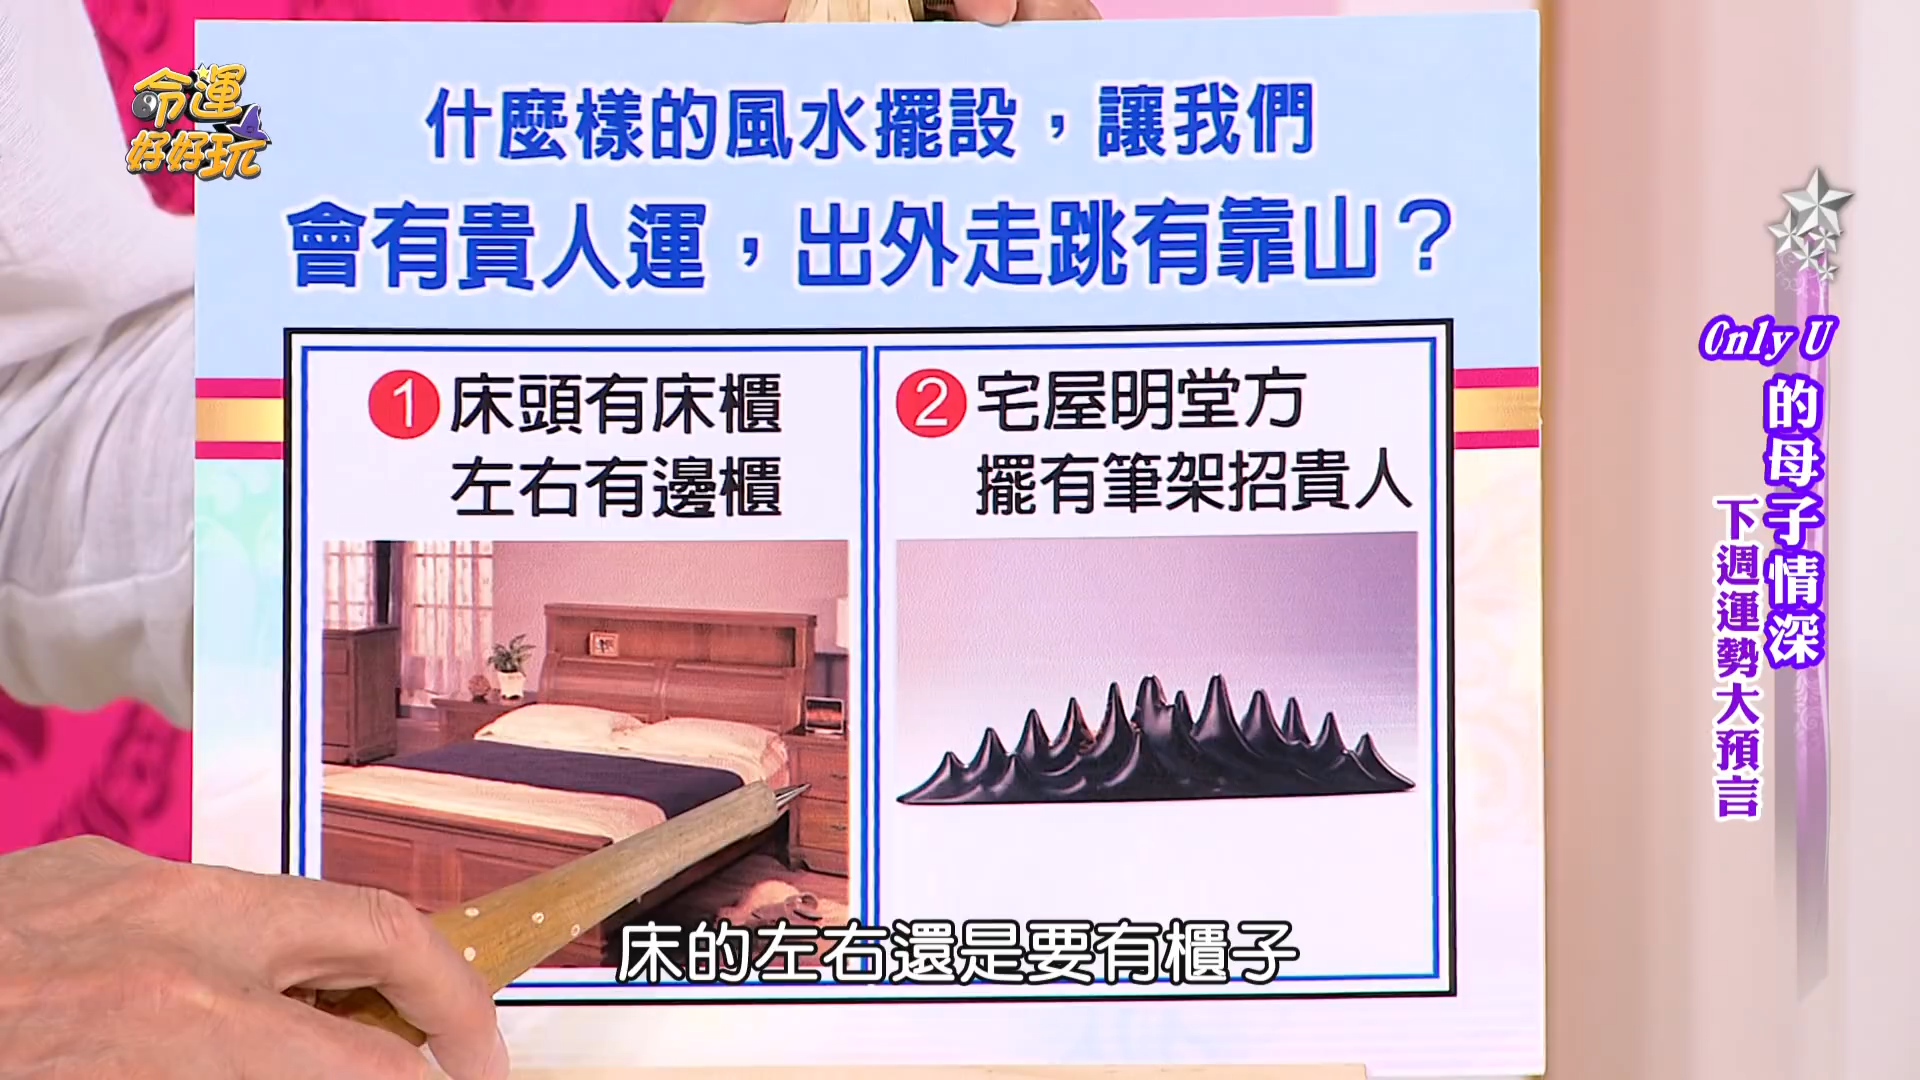 命運
好好玩
什麼樣的風水擺設，讓我們
會有貴人運，出外走跳有靠山？
1 床頭有床櫃
左右有邊櫃
2 宅屋明堂方
擺有筆架招貴人
床的左右還是要有櫃子
Only U
的母子情深
下週運勢大預言